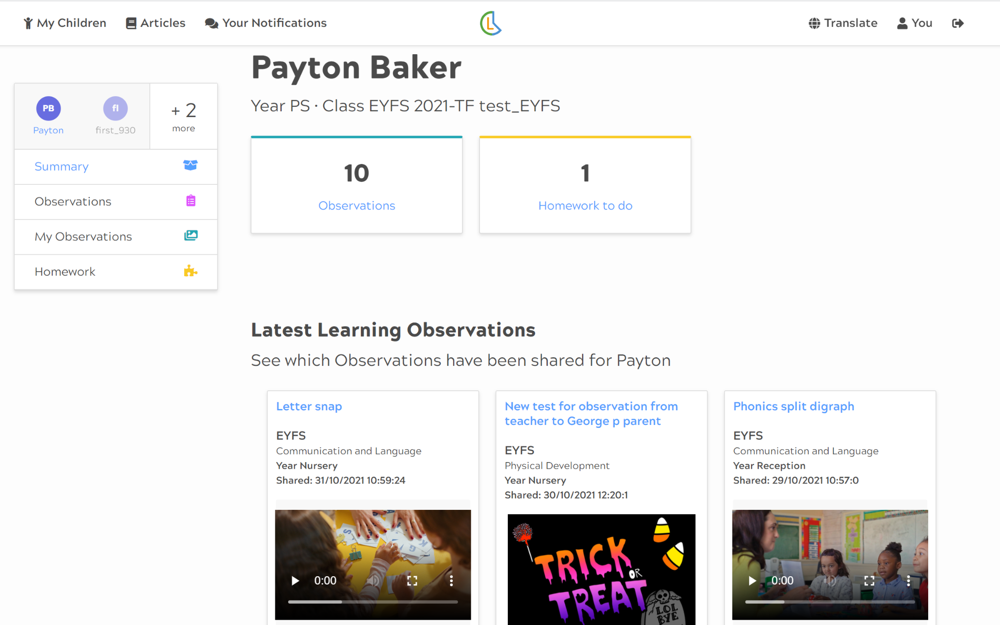 My Children
Articles
Your Notifications
L
Translate
You
PB
Payton
fl
first_930
+ 2
more
Summary
Observations
My Observations
Homework
Payton Baker
Year PS · Class EYFS 2021-TF test_EYFS
10
Observations
1
Homework to do
Latest Learning Observations
See which Observations have been shared for Payton
Letter snap
EYFS
Communication and Language
Year Nursery
Shared: 31/10/2021 10:59:24
S
K
G
0:00
New test for observation from
teacher to George p parent
EYFS
Physical Development
Year Nursery
Shared: 30/10/2021 12:20:1
TRICK
OR
TREAT
LOL
BYE
Phonics split digraph
EYFS
Communication and Language
Year Reception
Shared: 29/10/2021 10:57:0
0:00